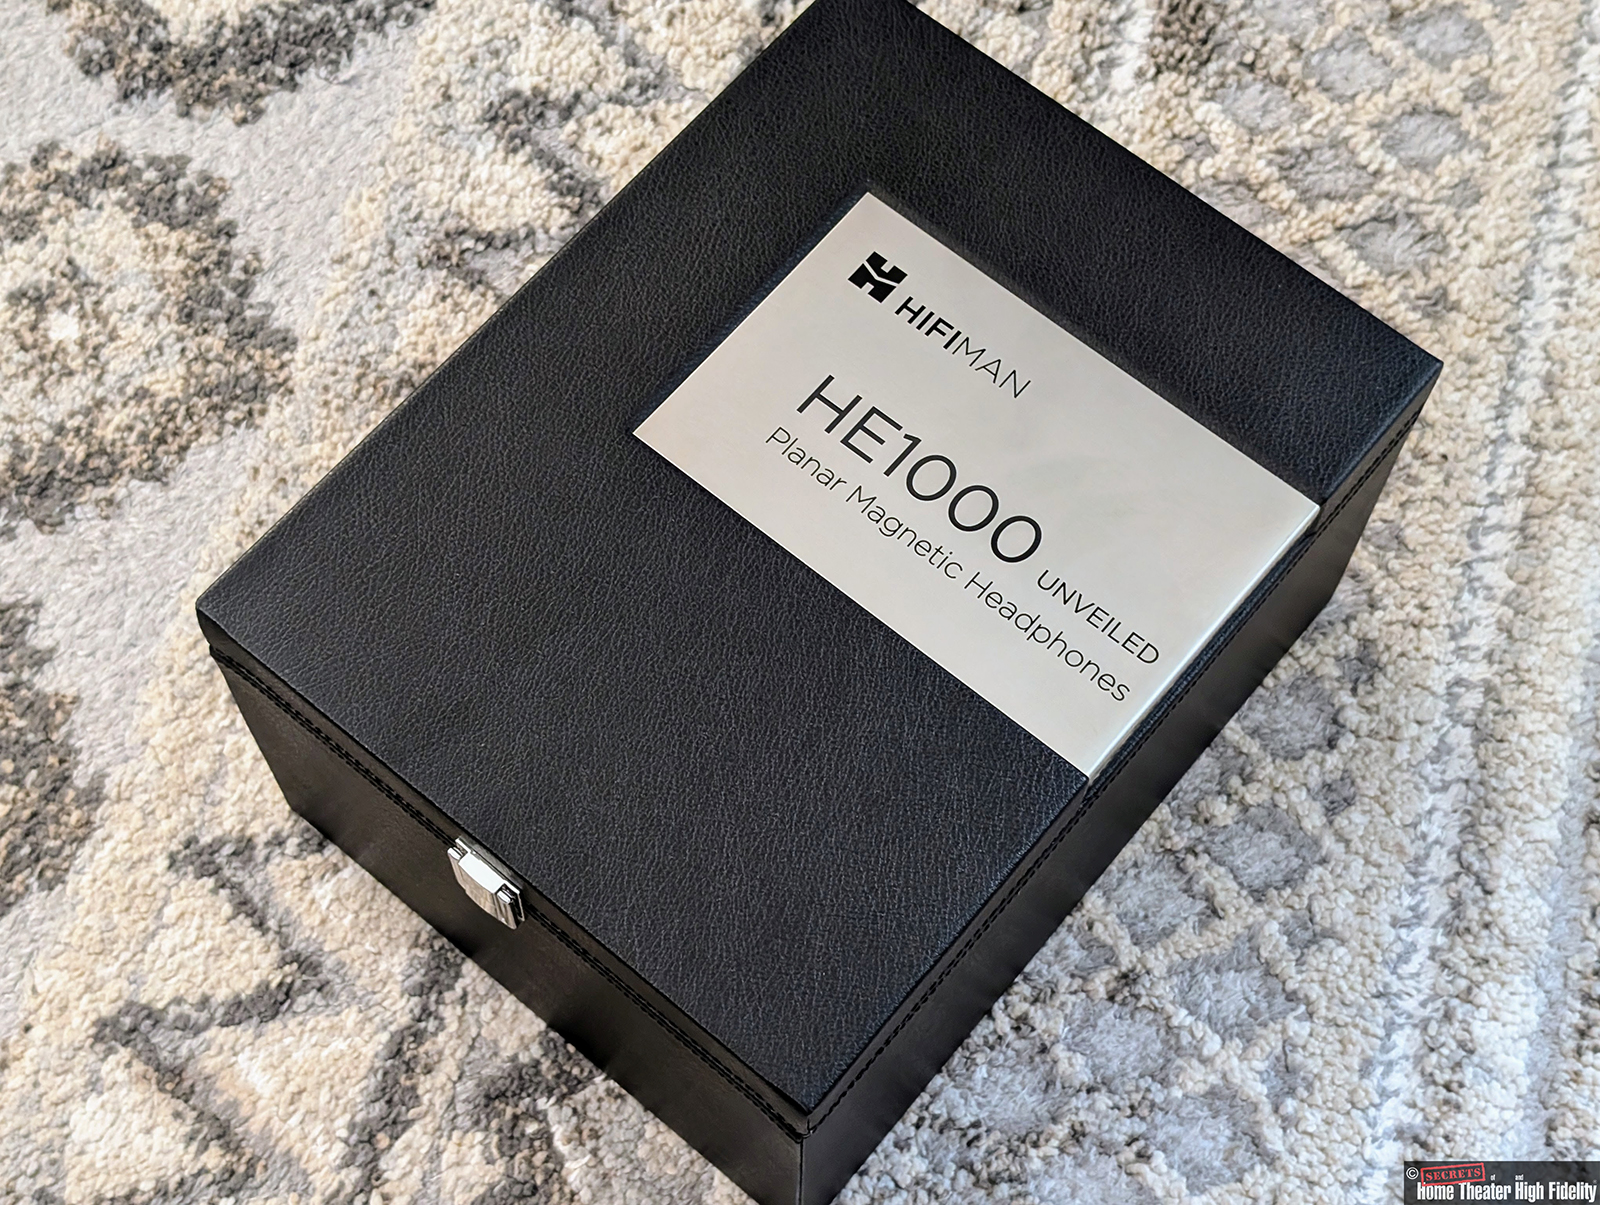 HIFIMAN
HE1000 UNVEILED
Planar Magnetic Headphones
© SECRETS of and
Home Theater High Fidelity